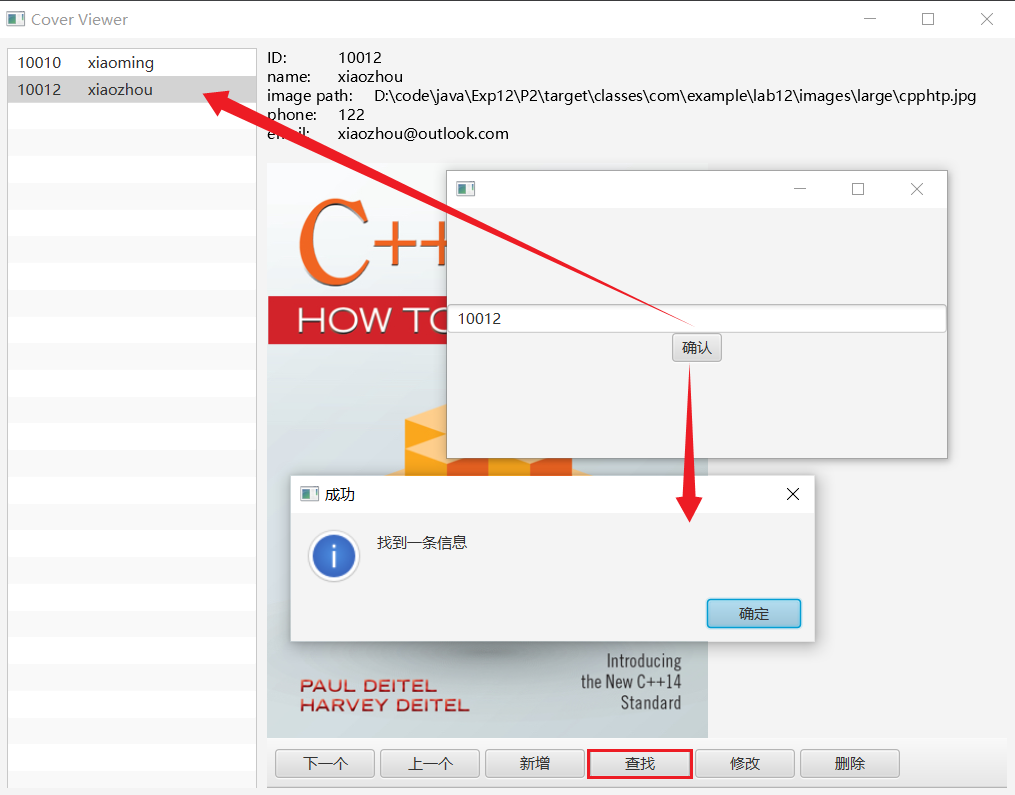 Cover Viewer
10010 xiaoming
10012 xiaozhou
ID: 10012
name: xiaozhou
image path: D:\code\java\Exp12\P2\target\classes\com\example\lab12\images\large\cpphtp.jpg
phone: 122
email: xiaozhou@outlook.com
C++
HOW TO
10012
确认
成功
找到一条信息
确定
Introducing
the New C++14
Standard
PAUL DEITEL
HARVEY DEITEL
下一个 上一个 新增 查找 修改 删除